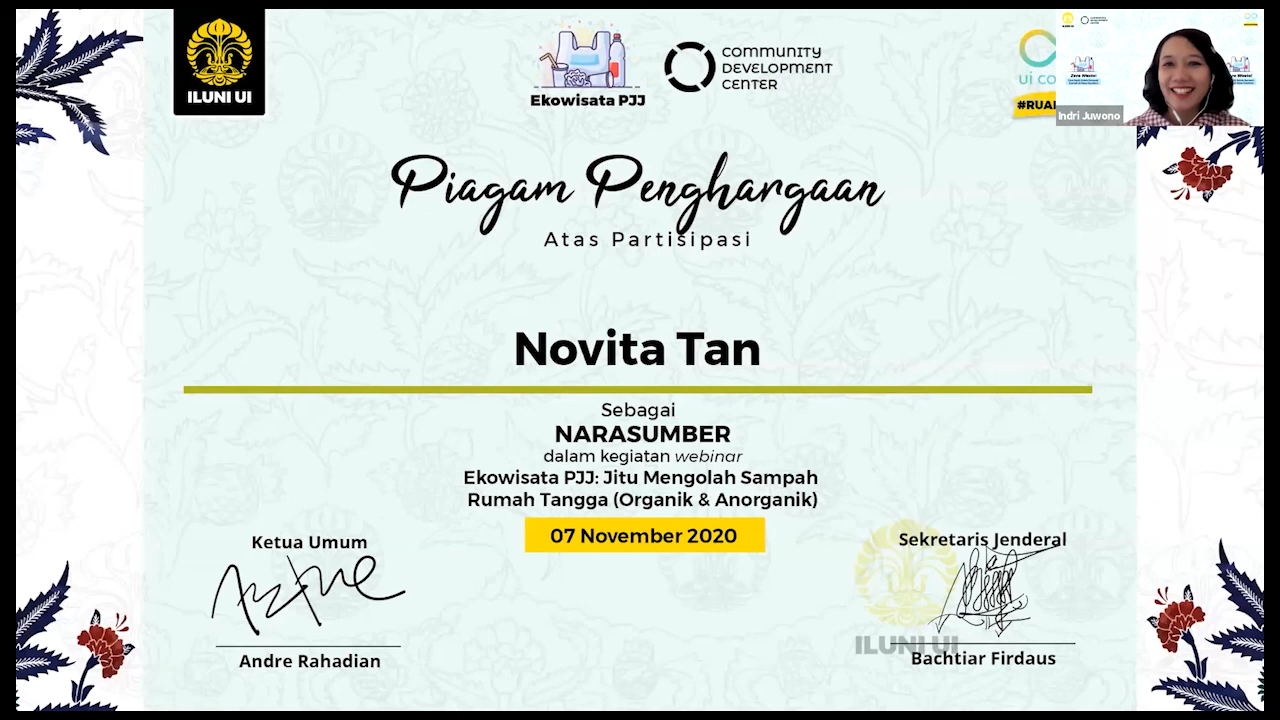 ILUNI UI
Ekowisata PJJ
COMMUNITY
DEVELOPMENT
CENTER
Indri Juwono
Piagam Penghargaan
Atas Partisipasi
Novita Tan
Sebagai
NARASUMBER
dalam kegiatan webinar
Ekowisata PJJ: Jitu Mengolah Sampah
Rumah Tangga (Organik & Anorganik)
07 November 2020
Ketua Umum
Andre Rahadian
Sekretaris Jenderal
ILUNI UI
Bachtiar Firdaus